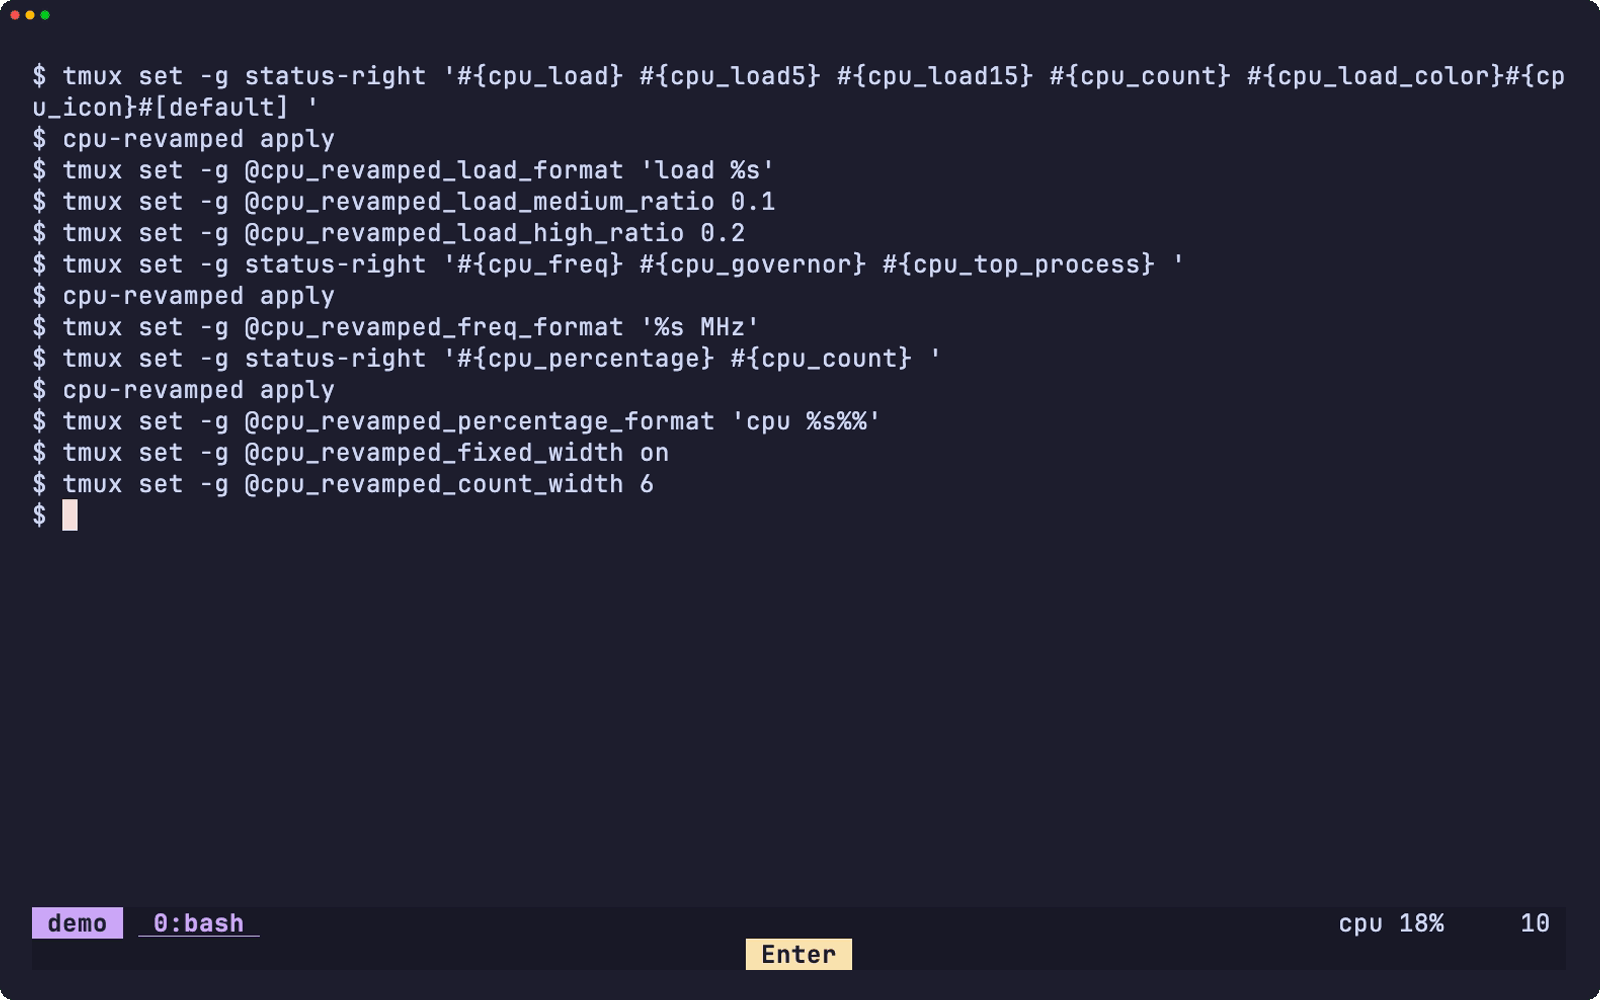 $ tmux set -g status-right '#{cpu_load} #{cpu_load5} #{cpu_load15} #{cpu_count} #{cpu_load_color}#{cp
u_icon}#[default] '
$ cpu-revamped apply
$ tmux set -g @cpu_revamped_load_format 'load %s'
$ tmux set -g @cpu_revamped_load_medium_ratio 0.1
$ tmux set -g @cpu_revamped_load_high_ratio 0.2
$ tmux set -g status-right '#{cpu_freq} #{cpu_governor} #{cpu_top_process} '
$ cpu-revamped apply
$ tmux set -g @cpu_revamped_freq_format '%s MHz'
$ tmux set -g status-right '#{cpu_percentage} #{cpu_count} '
$ cpu-revamped apply
$ tmux set -g @cpu_revamped_percentage_format 'cpu %s%%'
$ tmux set -g @cpu_revamped_fixed_width on
$ tmux set -g @cpu_revamped_count_width 6
$
demo 0:bash cpu 18% 10
Enter